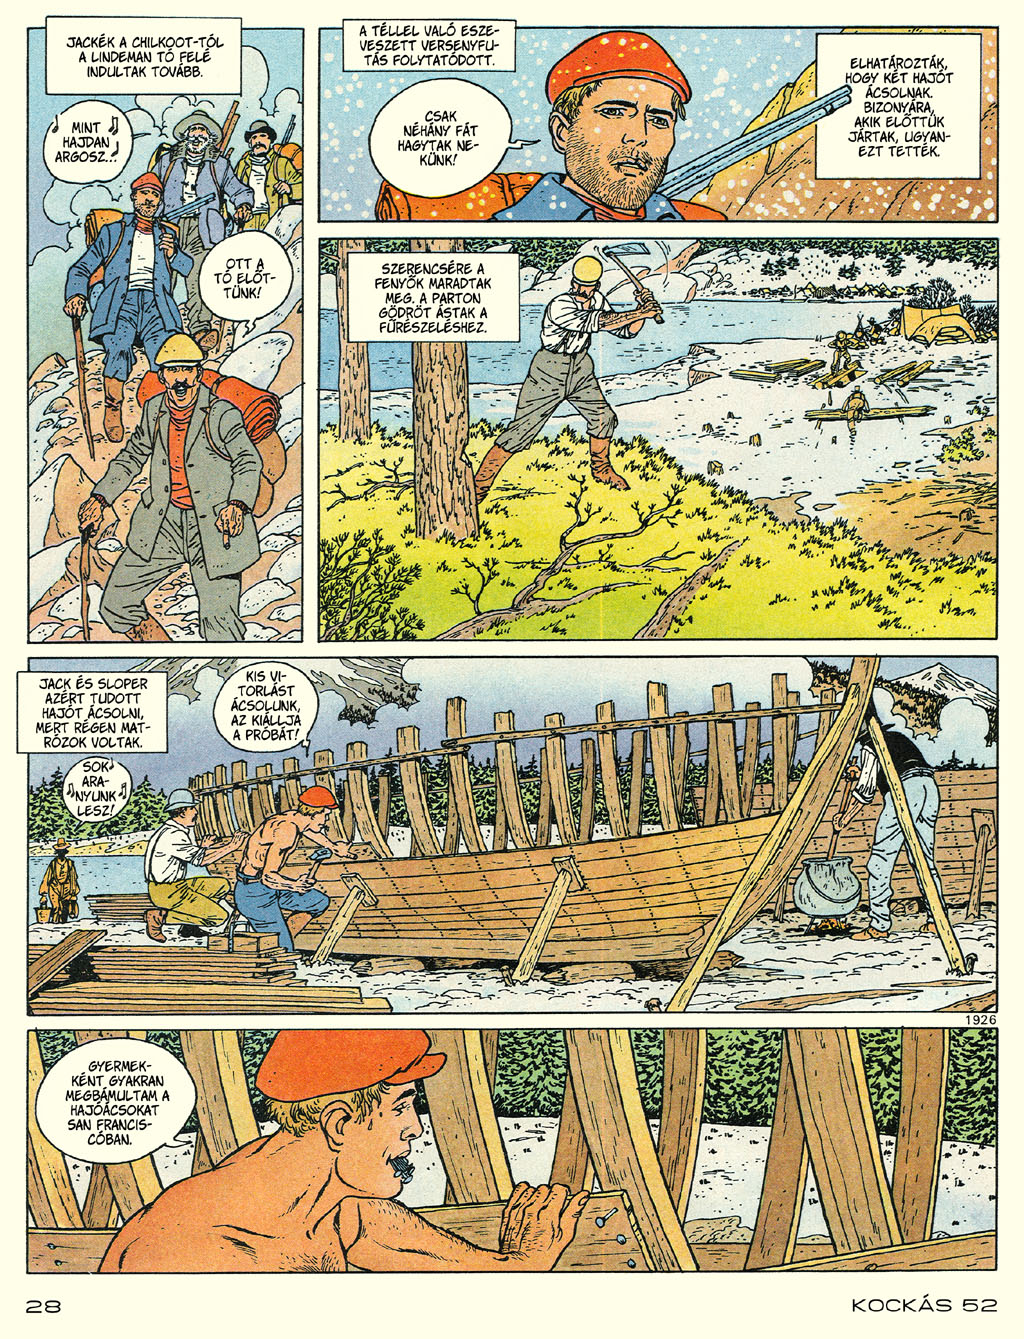 JACKÉK A CHILKOOT-TÓL
A LINDEMAN TÓ FELÉ
INDULTAK TOVÁBB.
MINT
HAJDAN
ARGOSZ...
OTT A
TÓ ELŐT-
TÜNK!
A TÉLLEL VALÓ ESZE-
VESZETT VERSENYFU-
TÁS FOLYTATÓDOTT.
CSAK
NÉHÁNY FÁT
HAGYTAK NE-
KÜNK!
ELHATÁROZTÁK,
HOGY KÉT HAJÓT
ÁCSOLNAK.
BIZONYÁRA,
AKIK ELŐTTÜK
JÁRTAK, UGYAN-
EZT TETTÉK.
SZERENCSÉRE A
FENYŐK MARADTAK
MEG. A PARTON
GÖDRÖT ÁSTAK A
FŰRÉSZELÉSHEZ.
JACK ÉS SLOPER
AZÉRT TUDOTT
HAJÓT ÁCSOLNI,
MERT RÉGEN MAT-
RÓZOK VOLTAK.
KIS VI-
TORLÁST
ÁCSOLUNK,
AZ KIÁLLJA
A PRÓBÁT!
SOK
ARA-
NYUNK
LESZ!
1926
GYERMEK-
KÉNT GYAKRAN
MEGBÁMULTAM A
HAJÓÁCSOKAT
SAN FRANCIS-
CÓBAN.
28
KOCKÁS 52